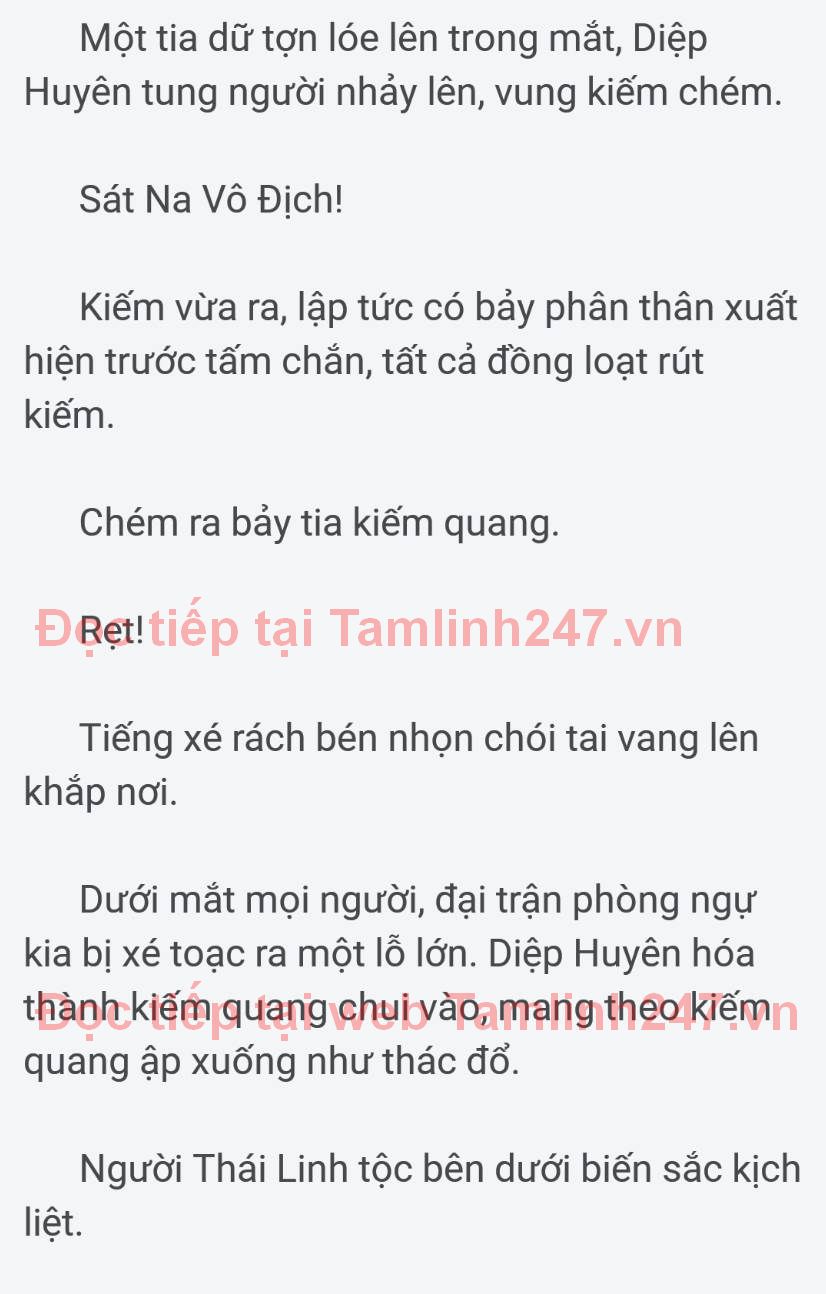 Một tia dữ tợn lóe lên trong mắt, Diệp
Huyên tung người nhảy lên, vung kiếm chém.
Sát Na Vô Địch!
Kiếm vừa ra, lập tức có bảy phân thân xuất
hiện trước tấm chắn, tất cả đồng loạt rút
kiếm.
Chém ra bảy tia kiếm quang.
Rẹt!
Đọc tiếp tại Tamlinh247.vn
Tiếng xé rách bén nhọn chói tai vang lên
khắp nơi.
Dưới mắt mọi người, đại trận phòng ngự
kia bị xé toạc ra một lỗ lớn. Diệp Huyên hóa
thành kiếm quang chui vào, mang theo kiếm
Đọc tiếp tại web Tamlinh247.vn
quang ập xuống như thác đổ.
Người Thái Linh tộc bên dưới biến sắc kịch
liệt.